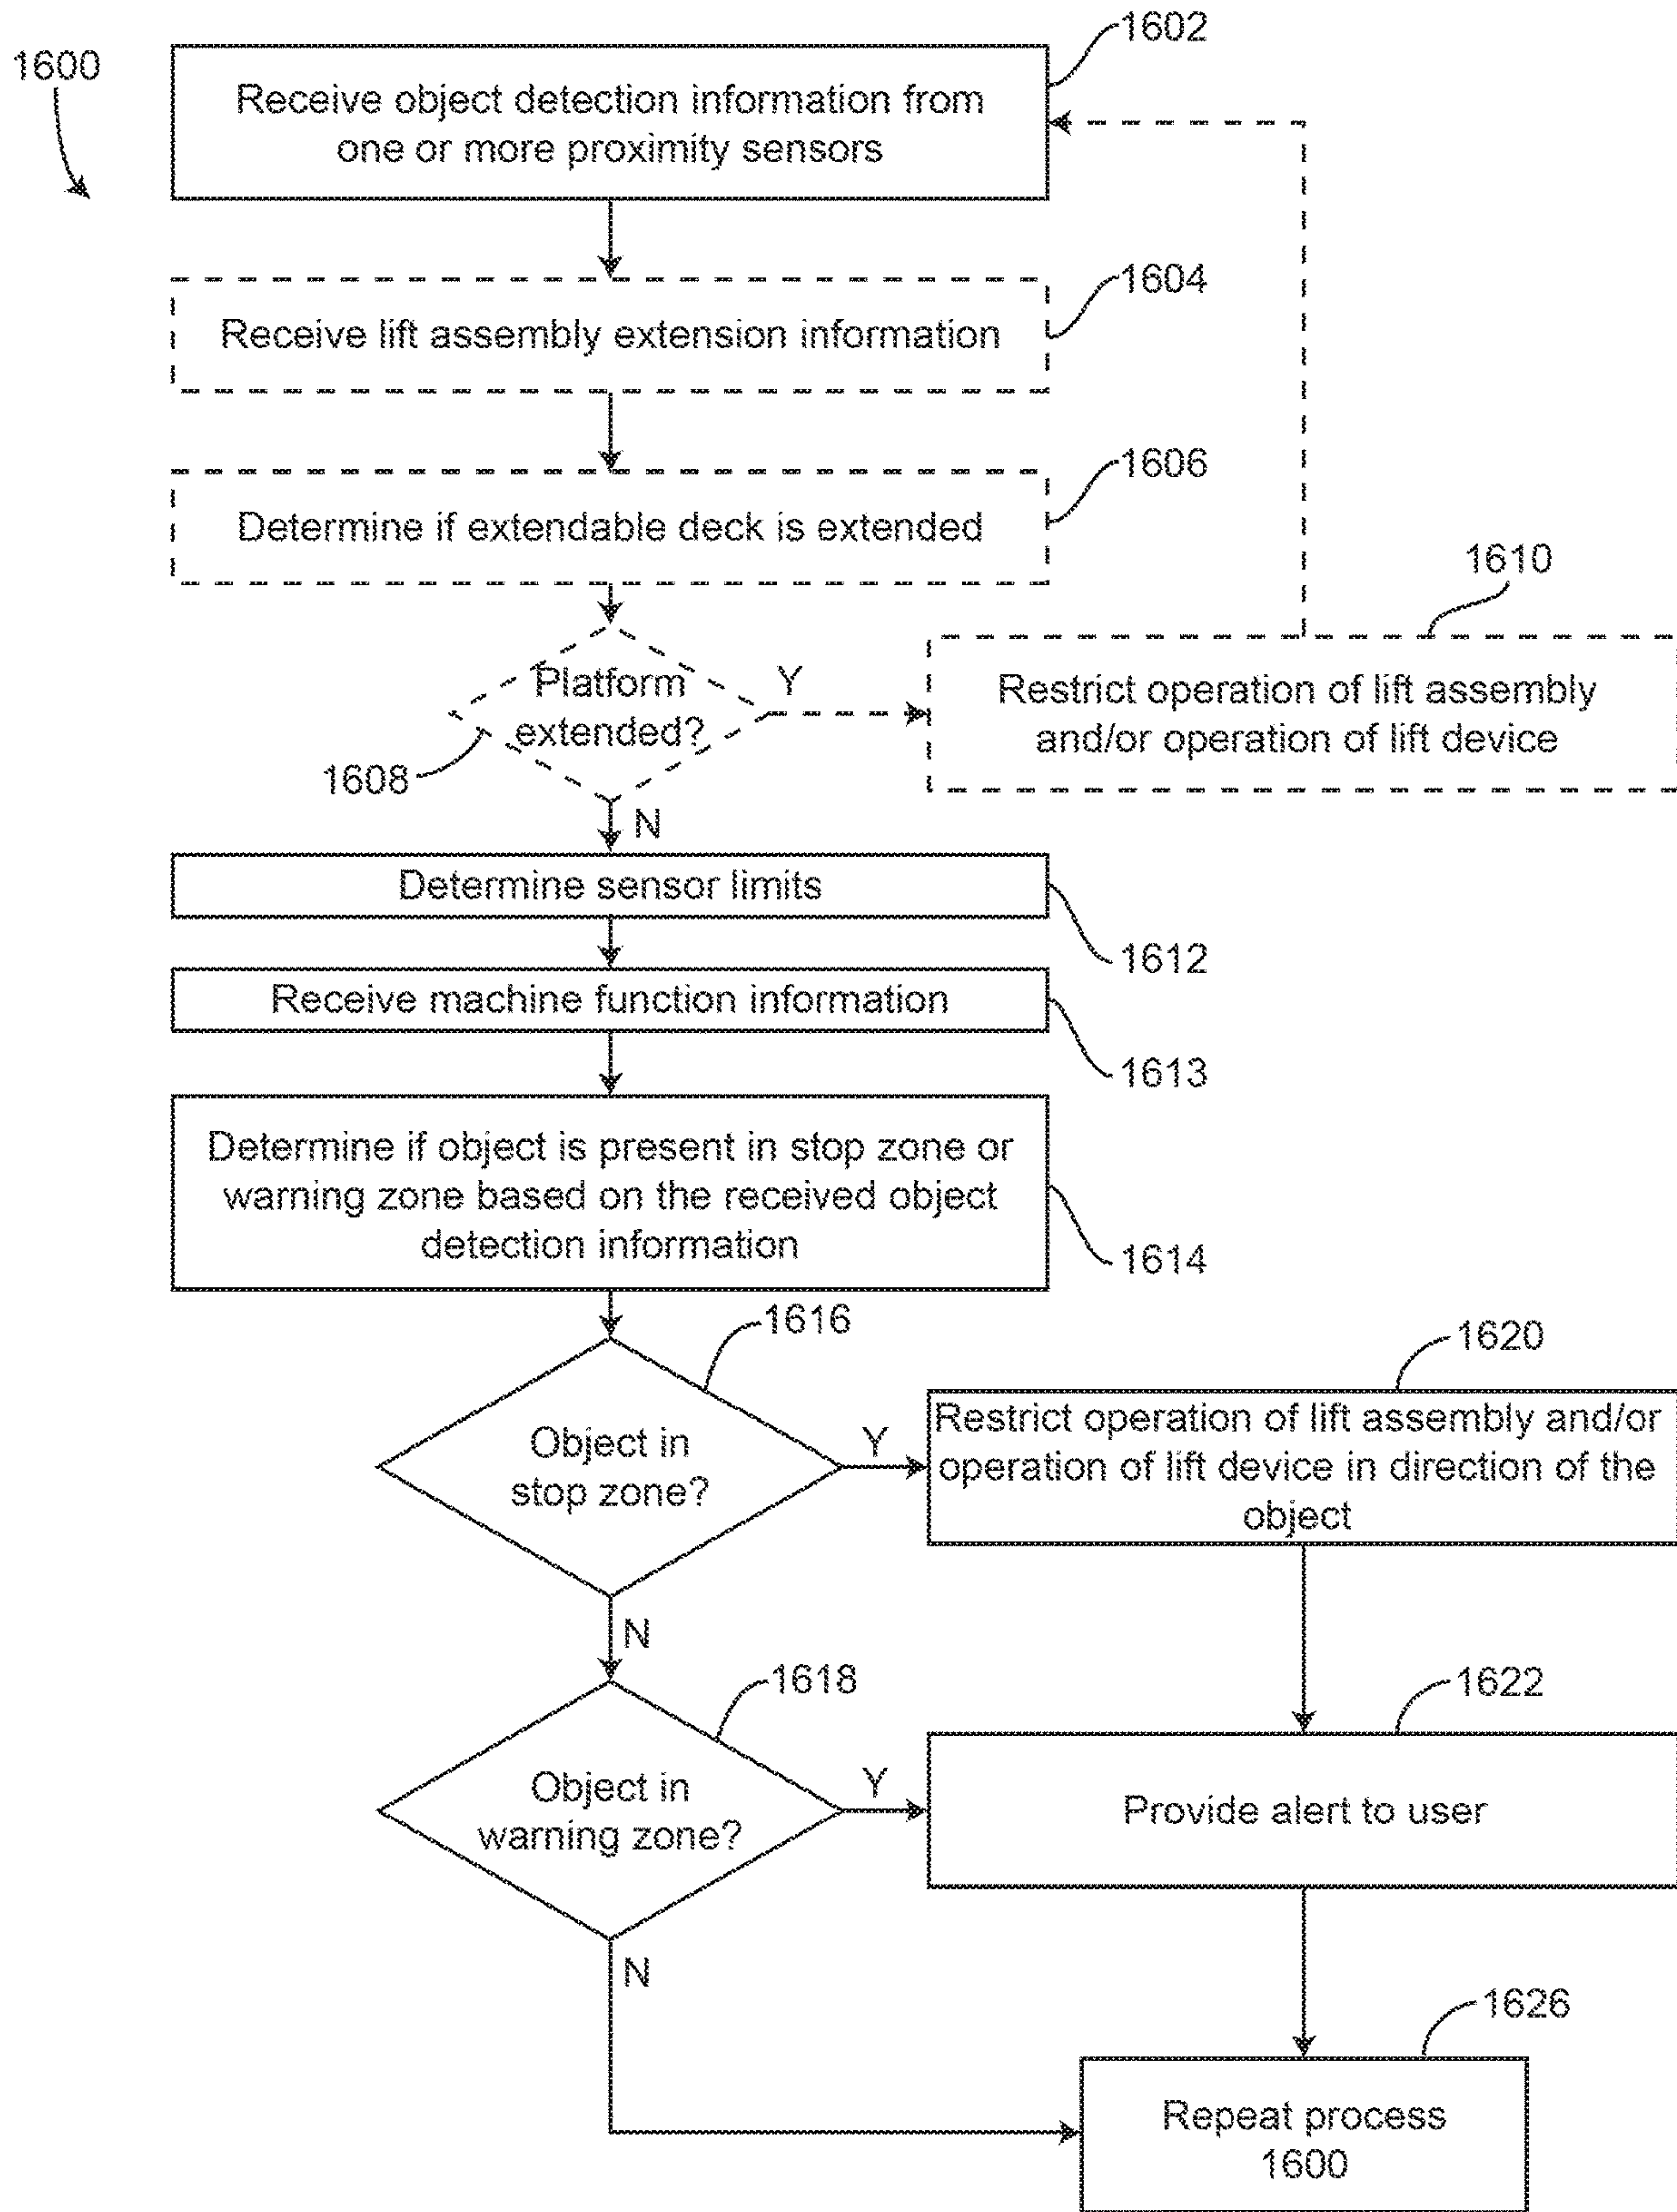 1602
1600
Receive object detection information from
one or more proximity sensors
1604
Receive lift assembly extension information
1606
Determine if extendable deck is extended
1610
Platform
extended?
Y
Restrict operation of lift assembly
and/or operation of lift device
1608
N
Determine sensor limits
1612
Receive machine function information
1613
Determine if object is present in stop zone or
warning zone based on the received object
detection information
1614
1616
1620
Object in
stop zone?
Y
Restrict operation of lift assembly and/or
operation of lift device in direction of the
object
N
1618
1622
Object in
warning zone?
Y
Provide alert to user
N
1626
Repeat process
1600